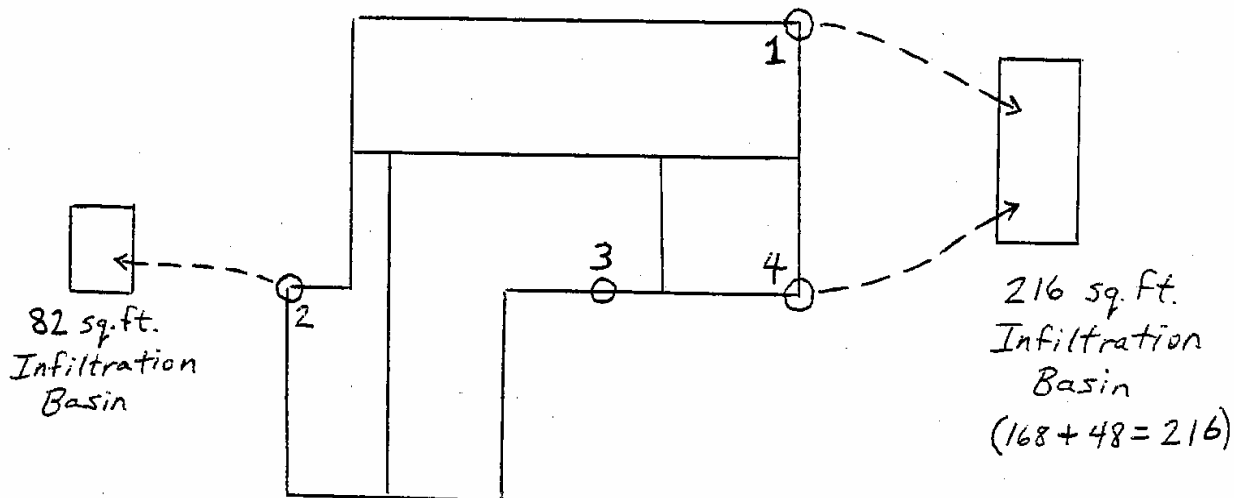 1
3
4
2
82 sq.ft.
Infiltration
Basin
216 sq.ft.
Infiltration
Basin
(168 + 48 = 216)